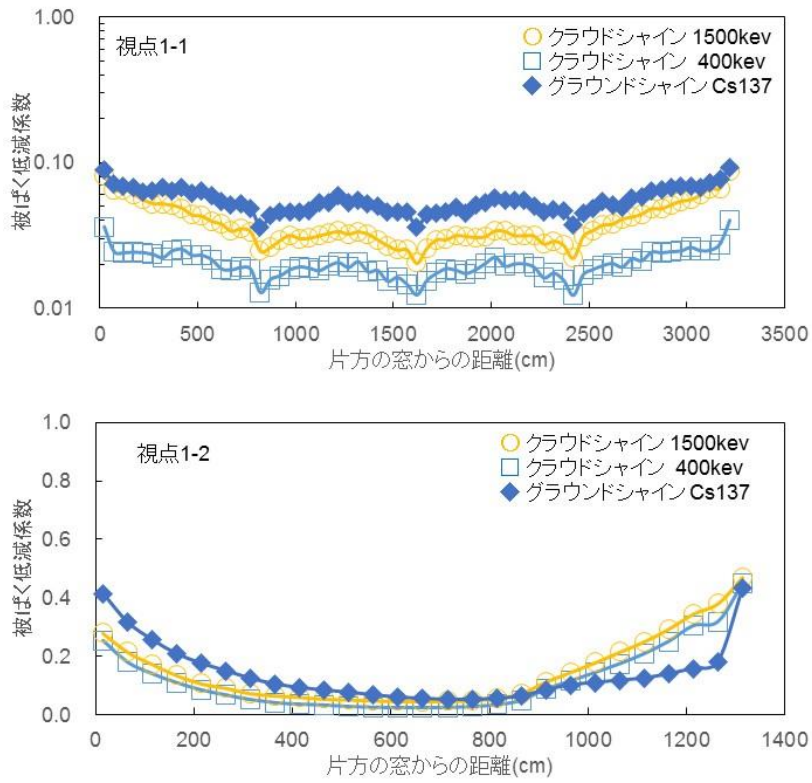 1.00
視点1-1
クラウドシャイン 1500kev
クラウドシャイン 400kev
グラウンドシャイン Cs137
0.10
被ばく低減係数
0.01
0 500 1000 1500 2000 2500 3000 3500
片方の窓からの距離(cm)
1.0
視点1-2
クラウドシャイン 1500kev
クラウドシャイン 400kev
グラウンドシャイン Cs137
0.8
0.6
被ばく低減係数
0.4
0.2
0.0
0 200 400 600 800 1000 1200 1400
片方の窓からの距離(cm)